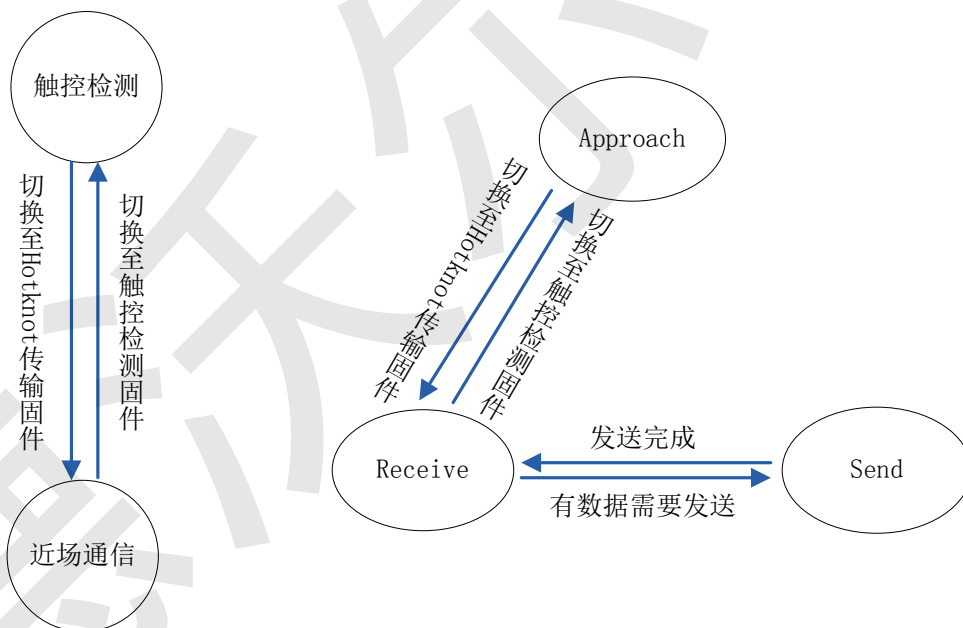 触控检测
切换至Hotknot传输固件
切换至触控检测固件
近场通信
Approach
切换至Hotknot传输固件
切换至触控检测固件
Receive
发送完成
有数据需要发送
Send